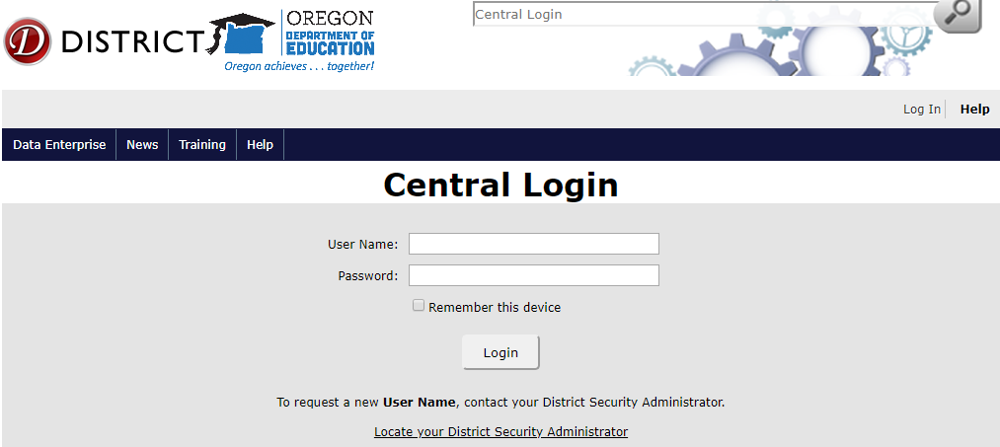 D DISTRICT
OREGON
DEPARTMENT OF
EDUCATION
Oregon achieves . . . together!
Central Login
Log In Help
Data Enterprise News Training Help
Central Login
User Name:
Password:
Remember this device
Login
To request a new User Name, contact your District Security Administrator.
Locate your District Security Administrator